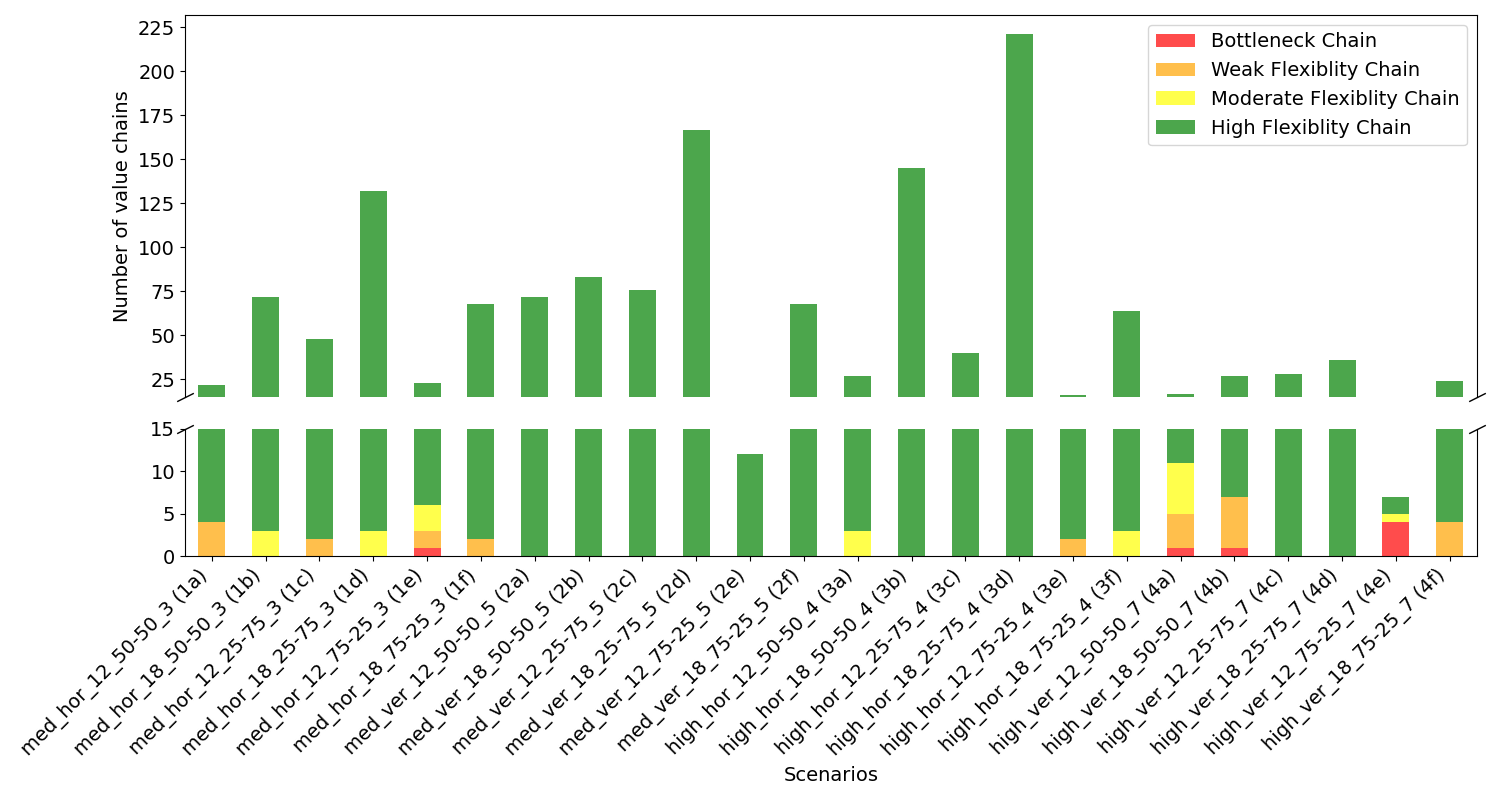 225
200
175
150
125
100
75
50
25
15
10
5
0
Number of value chains
Bottleneck Chain
Weak Flexiblity Chain
Moderate Flexiblity Chain
High Flexiblity Chain
med_hor_12_50-50_3 (1a)
med_hor_18_50-50_3 (1b)
med_hor_12_25-75_3 (1c)
med_hor_18_25-75_3 (1d)
med_hor_12_75-25_3 (1e)
med_hor_18_75-25_3 (1f)
med_ver_12_50-50_5 (2a)
med_ver_18_50-50_5 (2b)
med_ver_12_25-75_5 (2c)
med_ver_18_25-75_5 (2d)
med_ver_12_75-25_5 (2e)
med_ver_18_75-25_5 (2f)
high_hor_12_50-50_4 (3a)
high_hor_18_50-50_4 (3b)
high_hor_12_25-75_4 (3c)
high_hor_18_25-75_4 (3d)
high_hor_12_75-25_4 (3e)
high_hor_18_75-25_4 (3f)
high_ver_12_50-50_7 (4a)
high_ver_18_50-50_7 (4b)
high_ver_12_25-75_7 (4c)
high_ver_18_25-75_7 (4d)
high_ver_12_75-25_7 (4e)
high_ver_18_75-25_7 (4f)
Scenarios